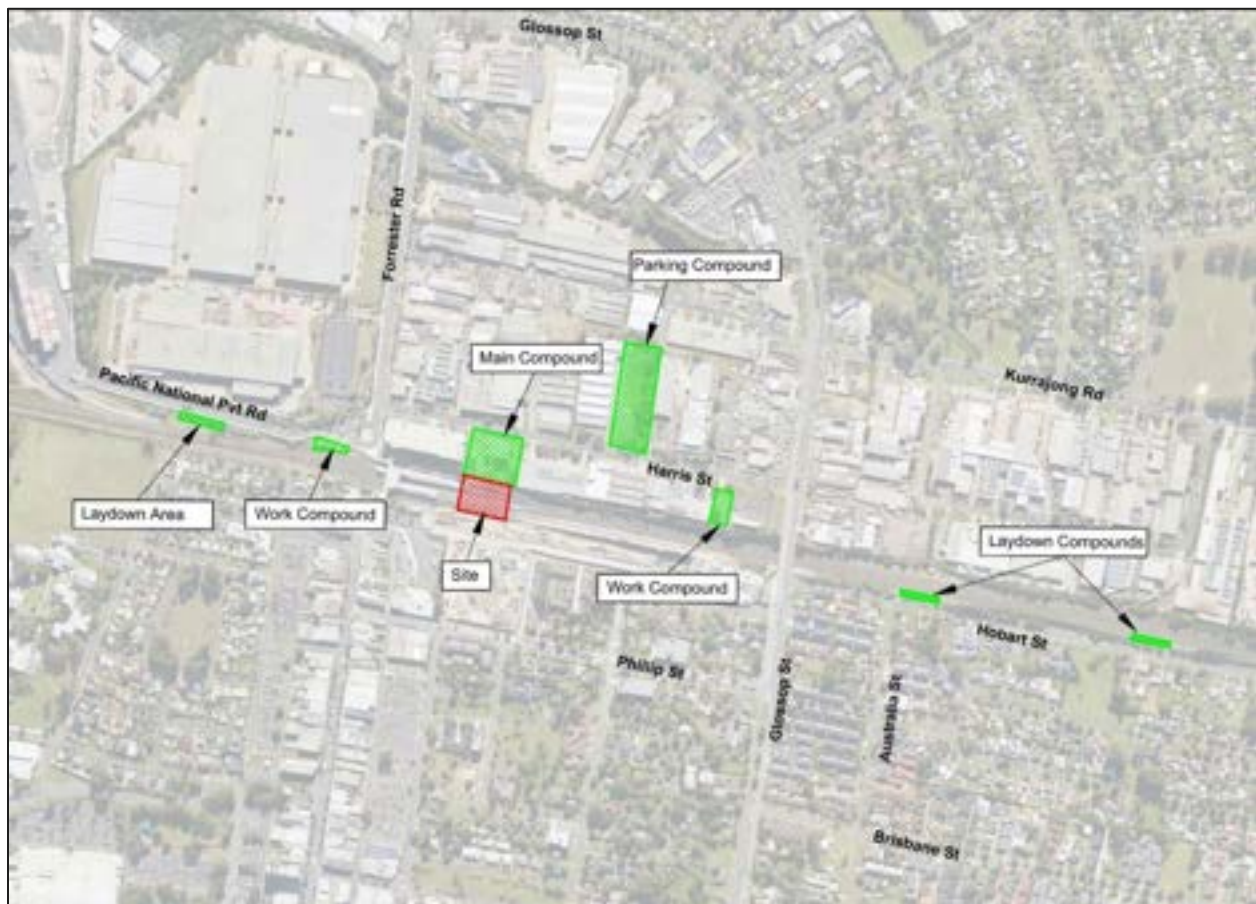 Glossop St
Forrester Rd
Parking Compound
Main Compound
Kurrajong Rd
Pacific National Pvt Rd
Harris St
Laydown Area
Work Compound
Site
Work Compound
Laydown Compounds
Hobart St
Phillip St
Glossop St
Australia St
Brisbane St